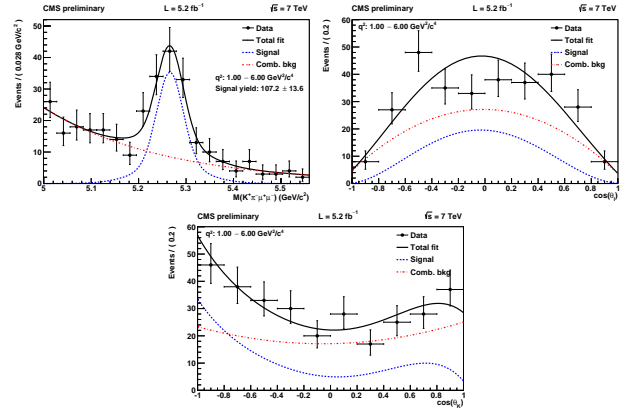 CMS preliminary L = 5.2 fb⁻¹ √s = 7 TeV
Events / ( 0.028 GeV/c² )
50
40
30
20
10
0
Data
Total fit
Signal
Comb. bkg
q²: 1.00 − 6.00 GeV²/c⁴
Signal yield: 107.2 ± 13.6
5 5.1 5.2 5.3 5.4 5.5
M(K⁺π⁻μ⁺μ⁻) (GeV/c²)
CMS preliminary L = 5.2 fb⁻¹ √s = 7 TeV
Events / ( 0.2 )
60
50
40
30
20
10
0
q²: 1.00 − 6.00 GeV²/c⁴
Data
Total fit
Signal
Comb. bkg
-1 -0.8 -0.6 -0.4 -0.2 0 0.2 0.4 0.6 0.8 1
cos(θₗ)
CMS preliminary L = 5.2 fb⁻¹ √s = 7 TeV
Events / ( 0.2 )
60
50
40
30
20
10
0
q²: 1.00 − 6.00 GeV²/c⁴
Data
Total fit
Signal
Comb. bkg
-1 -0.8 -0.6 -0.4 -0.2 0 0.2 0.4 0.6 0.8 1
cos(θ_K)